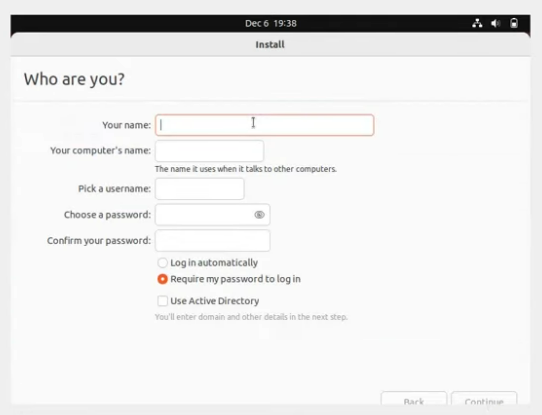 Dec 6 19:38
Install
Who are you?
Your name:
Your computer's name:
The name it uses when it talks to other computers.
Pick a username:
Choose a password:
Confirm your password:
Log in automatically
Require my password to log in
Use Active Directory
You'll enter domain and other details in the next step.
Back Continue